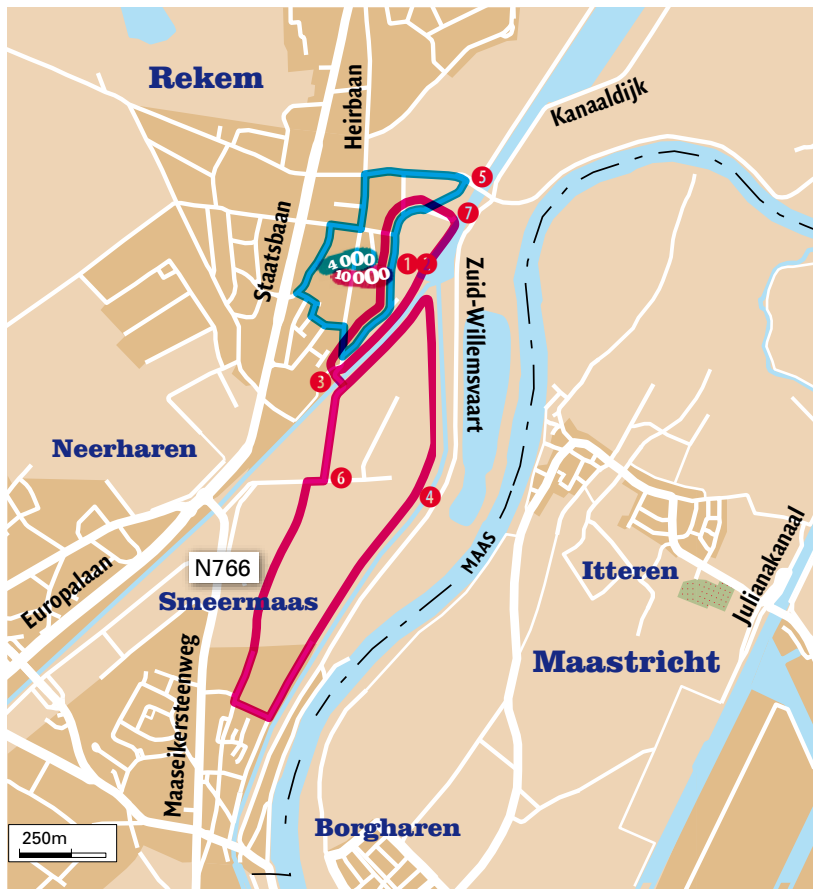 Rekem
Heirbaan
Kanaaldijk
5
7
Staatsbaan
4000
10000
1
Zuid-Willemsvaart
3
Neerharen
6
4
MAAS
N766
Smeermaas
Europalaan
Itteren
Julianakanaal
Maastricht
Maaseikersteenweg
Borgharen
250m